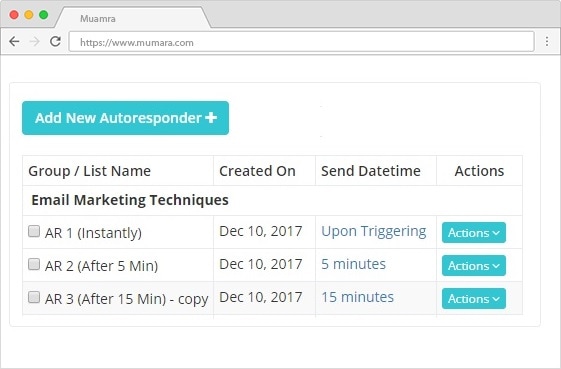 Muamra
https://www.mumara.com
Add New Autoresponder
Group / List Name Created On Send Datetime Actions
Email Marketing Techniques
AR 1 (Instantly) Dec 10, 2017 Upon Triggering Actions
AR 2 (After 5 Min) Dec 10, 2017 5 minutes Actions
AR 3 (After 15 Min) - copy Dec 10, 2017 15 minutes Actions